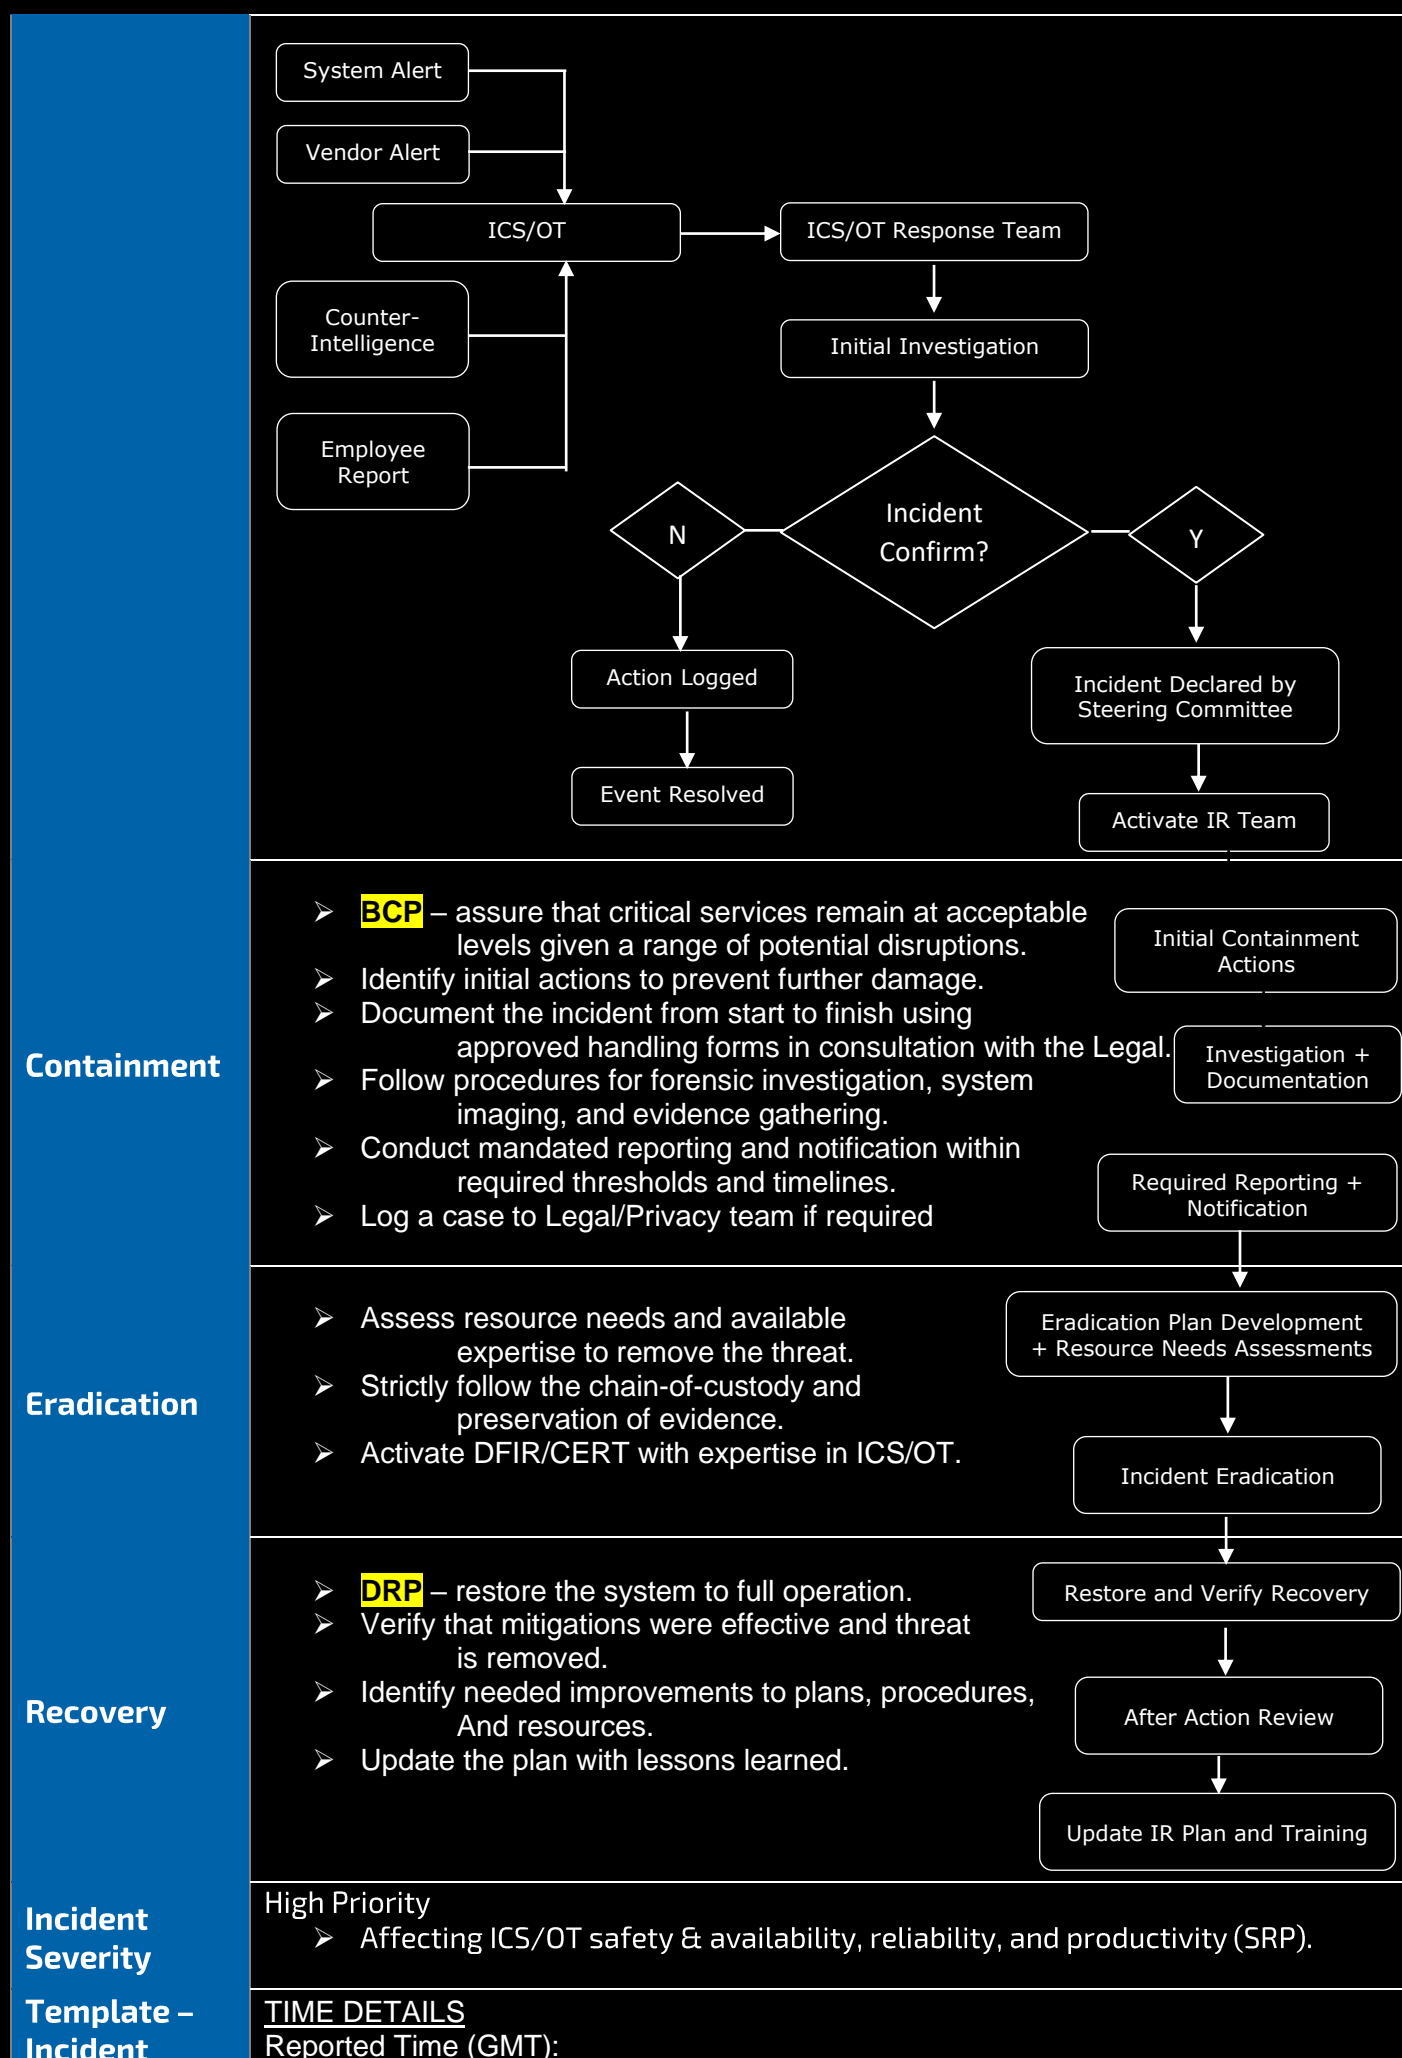 System Alert
Vendor Alert
ICS/OT
ICS/OT Response Team
Counter-
Intelligence
Initial Investigation
Employee
Report
Incident
Confirm?
N
Y
Action Logged
Incident Declared by
Steering Committee
Event Resolved
Activate IR Team
Containment
➢ BCP – assure that critical services remain at acceptable
levels given a range of potential disruptions.
➢ Identify initial actions to prevent further damage.
➢ Document the incident from start to finish using
approved handling forms in consultation with the Legal.
➢ Follow procedures for forensic investigation, system
imaging, and evidence gathering.
➢ Conduct mandated reporting and notification within
required thresholds and timelines.
➢ Log a case to Legal/Privacy team if required
Initial Containment
Actions
Investigation +
Documentation
Required Reporting +
Notification
Eradication
➢ Assess resource needs and available
expertise to remove the threat.
➢ Strictly follow the chain-of-custody and
preservation of evidence.
➢ Activate DFIR/CERT with expertise in ICS/OT.
Eradication Plan Development
+ Resource Needs Assessments
Incident Eradication
Recovery
➢ DRP – restore the system to full operation.
➢ Verify that mitigations were effective and threat
is removed.
➢ Identify needed improvements to plans, procedures,
And resources.
➢ Update the plan with lessons learned.
Restore and Verify Recovery
After Action Review
Update IR Plan and Training
Incident
Severity
High Priority
➢ Affecting ICS/OT safety & availability, reliability, and productivity (SRP).
Template –
Incident
TIME DETAILS
Reported Time (GMT):